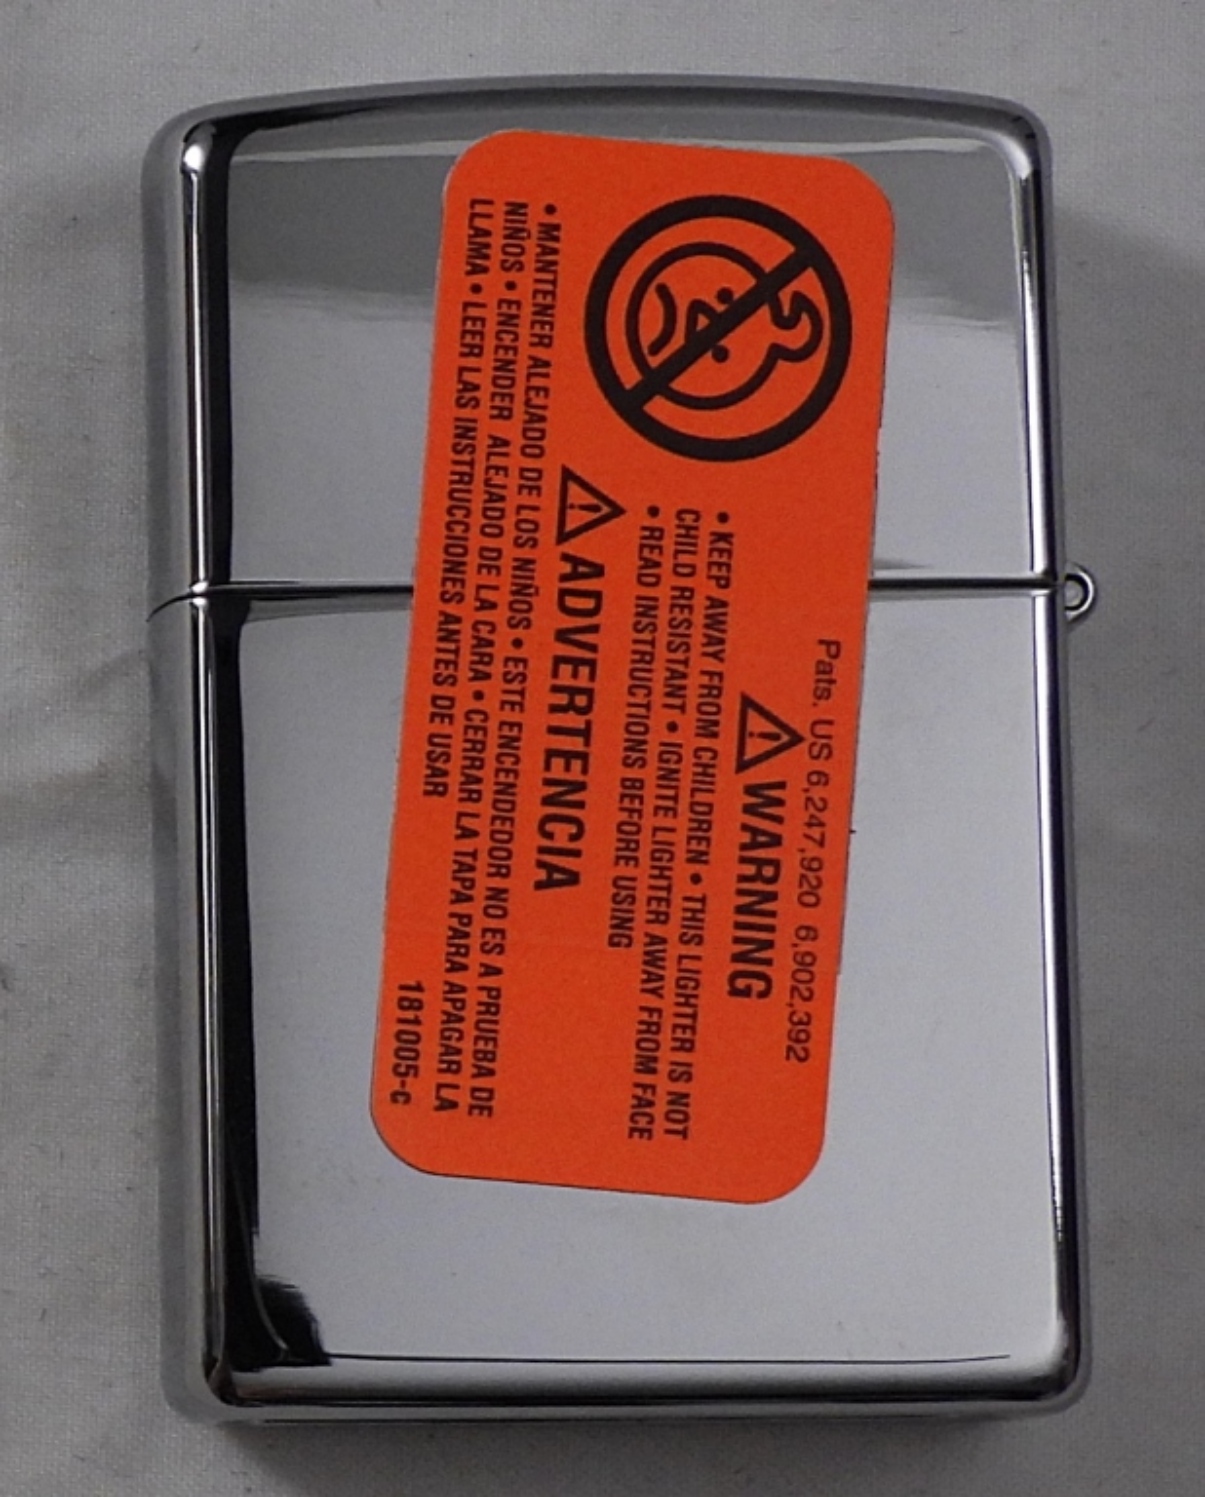 Pats. US 6,247,920 6,902,392
WARNING
• KEEP AWAY FROM CHILDREN • THIS LIGHTER IS NOT
CHILD RESISTANT • IGNITE LIGHTER AWAY FROM FACE
• READ INSTRUCTIONS BEFORE USING
ADVERTENCIA
• MANTENER ALEJADO DE LOS NIÑOS • ESTE ENCENDEDOR NO ES A PRUEBA DE
NIÑOS • ENCENDER ALEJADO DE LA CARA • CERRAR LA TAPA PARA APAGAR LA
LLAMA • LEER LAS INSTRUCCIONES ANTES DE USAR
181005-c